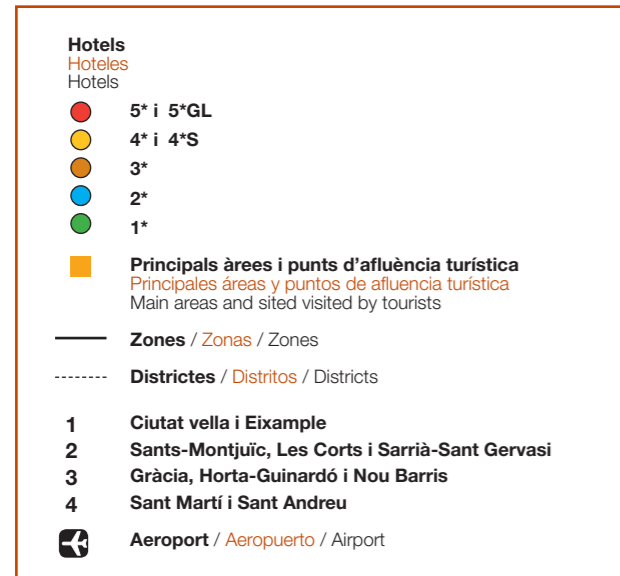 Hotels
Hoteles
Hotels
5* i 5*GL
4* i 4*S
3*
2*
1*
Principals àrees i punts d'afluència turística
Principales áreas y puntos de afluencia turística
Main areas and sited visited by tourists
Zones / Zonas / Zones
Districtes / Distritos / Districts
1 Ciutat vella i Eixample
2 Sants-Montjuïc, Les Corts i Sarrià-Sant Gervasi
3 Gràcia, Horta-Guinardó i Nou Barris
4 Sant Martí i Sant Andreu
Aeroport / Aeropuerto / Airport